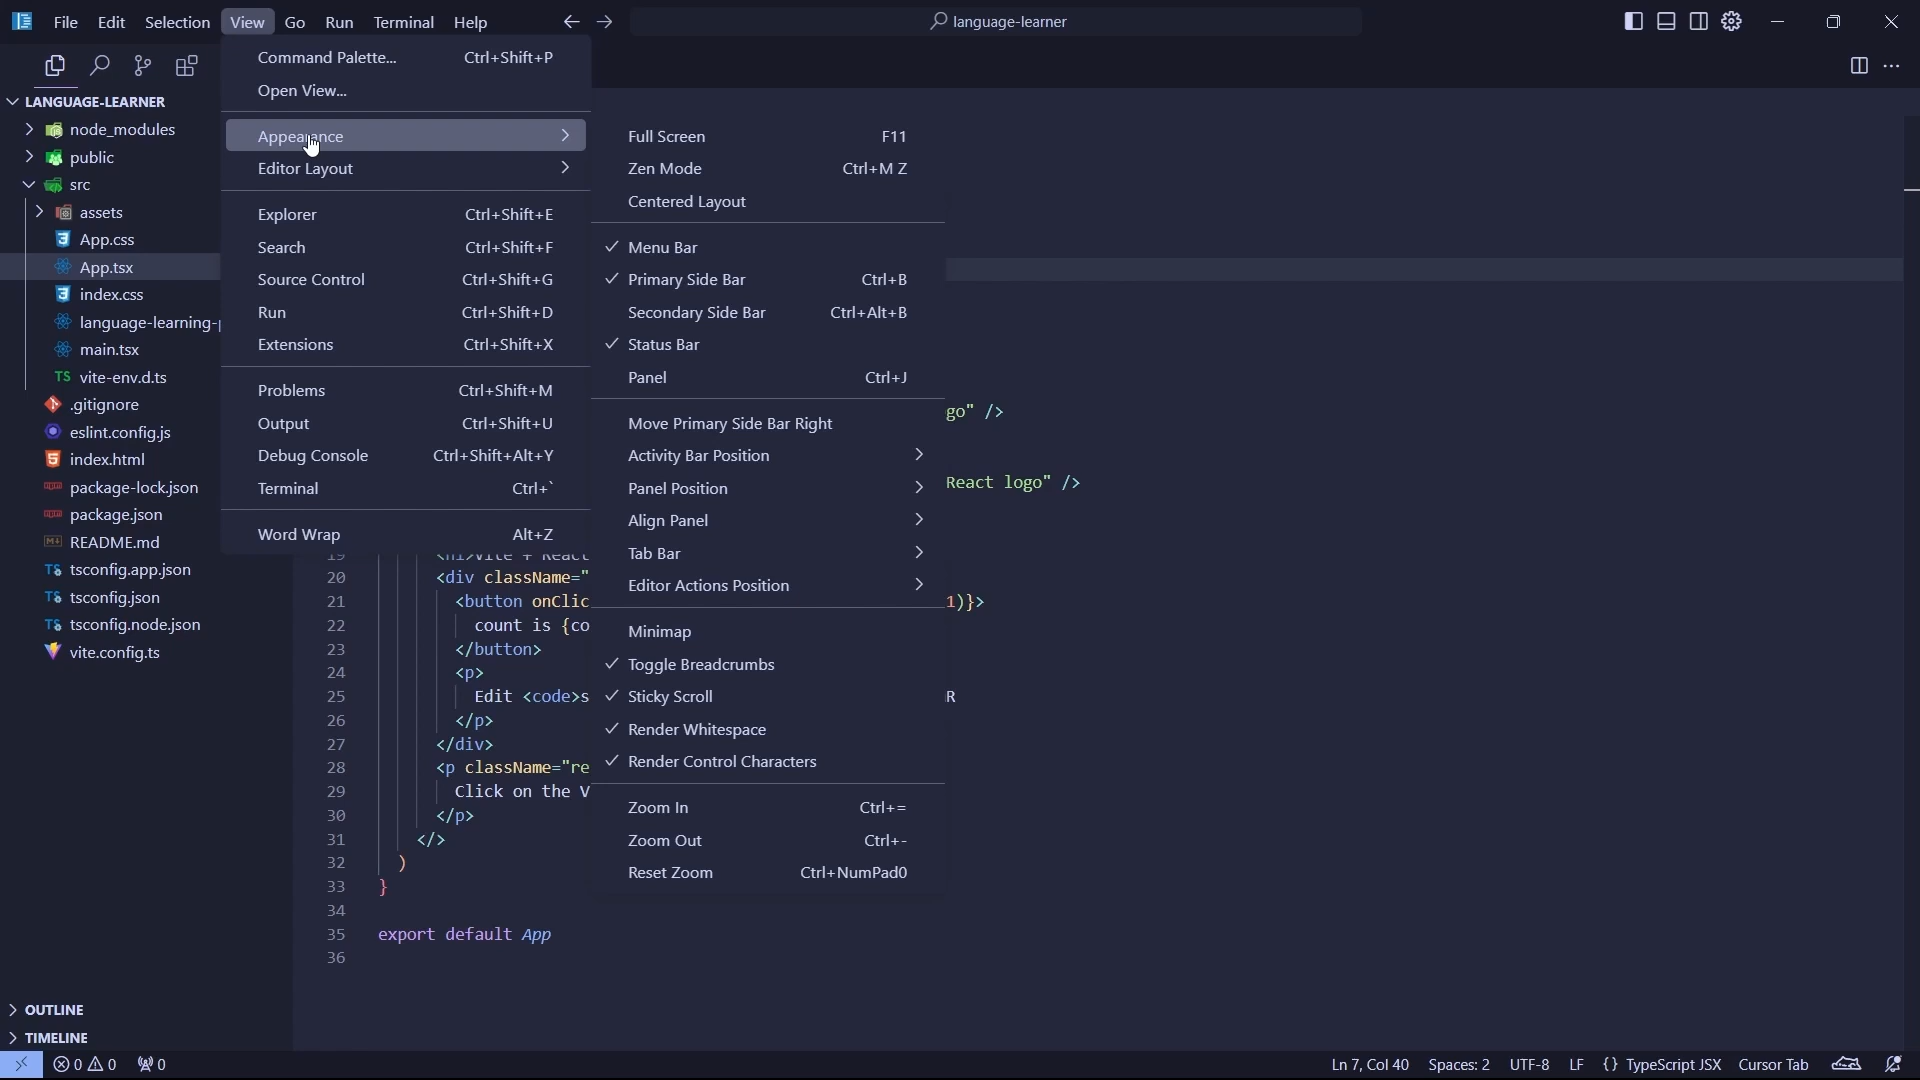 File Edit Selection View Go Run Terminal Help language-learner
Command Palette... Ctrl+Shift+P
Open View...
Appearance
Editor Layout
Explorer Ctrl+Shift+E
Search Ctrl+Shift+F
Source Control Ctrl+Shift+G
Run Ctrl+Shift+D
Extensions Ctrl+Shift+X
Problems Ctrl+Shift+M
Output Ctrl+Shift+U
Debug Console Ctrl+Shift+Alt+Y
Terminal Ctrl+`
Word Wrap Alt+Z
Full Screen F11
Zen Mode Ctrl+M Z
Centered Layout
Menu Bar
Primary Side Bar Ctrl+B
Secondary Side Bar Ctrl+Alt+B
Status Bar
Panel Ctrl+J
Move Primary Side Bar Right
Activity Bar Position
Panel Position
Align Panel
Tab Bar
Editor Actions Position
Minimap
Toggle Breadcrumbs
Sticky Scroll
Render Whitespace
Render Control Characters
Zoom In Ctrl+=
Zoom Out Ctrl+-
Reset Zoom Ctrl+NumPad0
LANGUAGE-LEARNER
node_modules
public
src
assets
App.css
App.tsx
index.css
language-learning-
main.tsx
TS vite-env.d.ts
.gitignore
eslint.config.js
index.html
package-lock.json
package.json
README.md
TS tsconfig.app.json
TS tsconfig.json
TS tsconfig.node.json
vite.config.ts
OUTLINE
TIMELINE
go" />
React logo" />
20 <div className="
21 <button onClic 1)}>
22 count is {co
23 </button>
24 <p>
25 Edit <code>s R
26 </p>
27 </div>
28 <p className="re
29 Click on the V
30 </p>
31 </>
32 )
33 }
34
35 export default App
36
0 0 0 Ln 7, Col 40 Spaces: 2 UTF-8 LF {} TypeScript JSX Cursor Tab